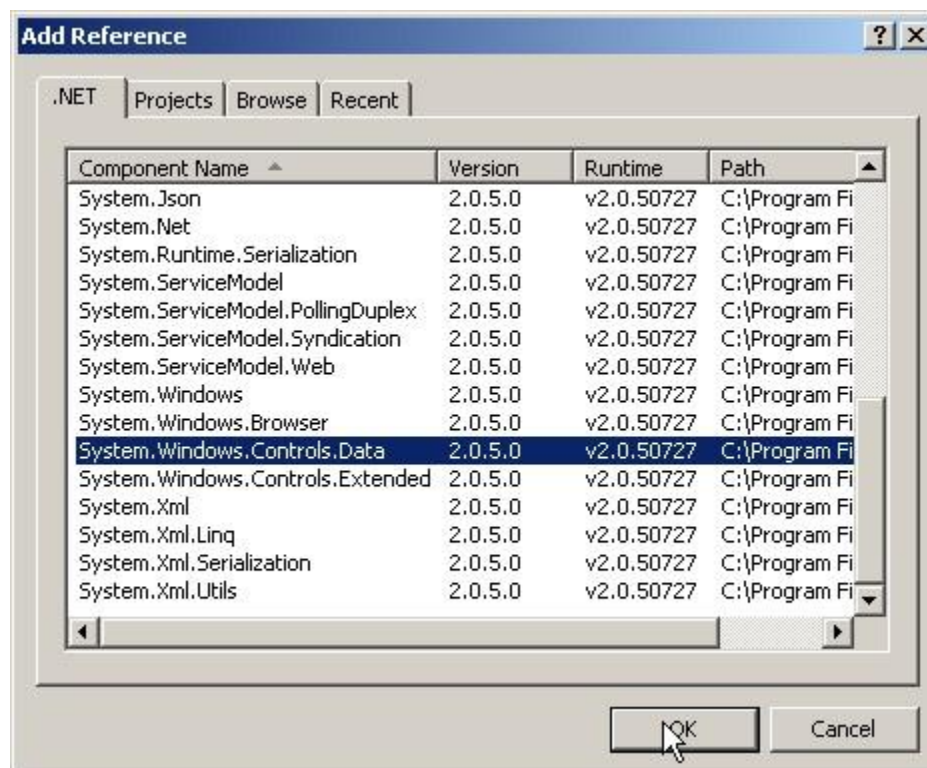 Add Reference
.NET Projects Browse Recent
Component Name Version Runtime Path
System.Json 2.0.5.0 v2.0.50727 C:\Program Fi
System.Net 2.0.5.0 v2.0.50727 C:\Program Fi
System.Runtime.Serialization 2.0.5.0 v2.0.50727 C:\Program Fi
System.ServiceModel 2.0.5.0 v2.0.50727 C:\Program Fi
System.ServiceModel.PollingDuplex 2.0.5.0 v2.0.50727 C:\Program Fi
System.ServiceModel.Syndication 2.0.5.0 v2.0.50727 C:\Program Fi
System.ServiceModel.Web 2.0.5.0 v2.0.50727 C:\Program Fi
System.Windows 2.0.5.0 v2.0.50727 C:\Program Fi
System.Windows.Browser 2.0.5.0 v2.0.50727 C:\Program Fi
System.Windows.Controls.Data 2.0.5.0 v2.0.50727 C:\Program Fi
System.Windows.Controls.Extended 2.0.5.0 v2.0.50727 C:\Program Fi
System.Xml 2.0.5.0 v2.0.50727 C:\Program Fi
System.Xml.Linq 2.0.5.0 v2.0.50727 C:\Program Fi
System.Xml.Serialization 2.0.5.0 v2.0.50727 C:\Program Fi
System.Xml.Utils 2.0.5.0 v2.0.50727 C:\Program Fi
OK Cancel